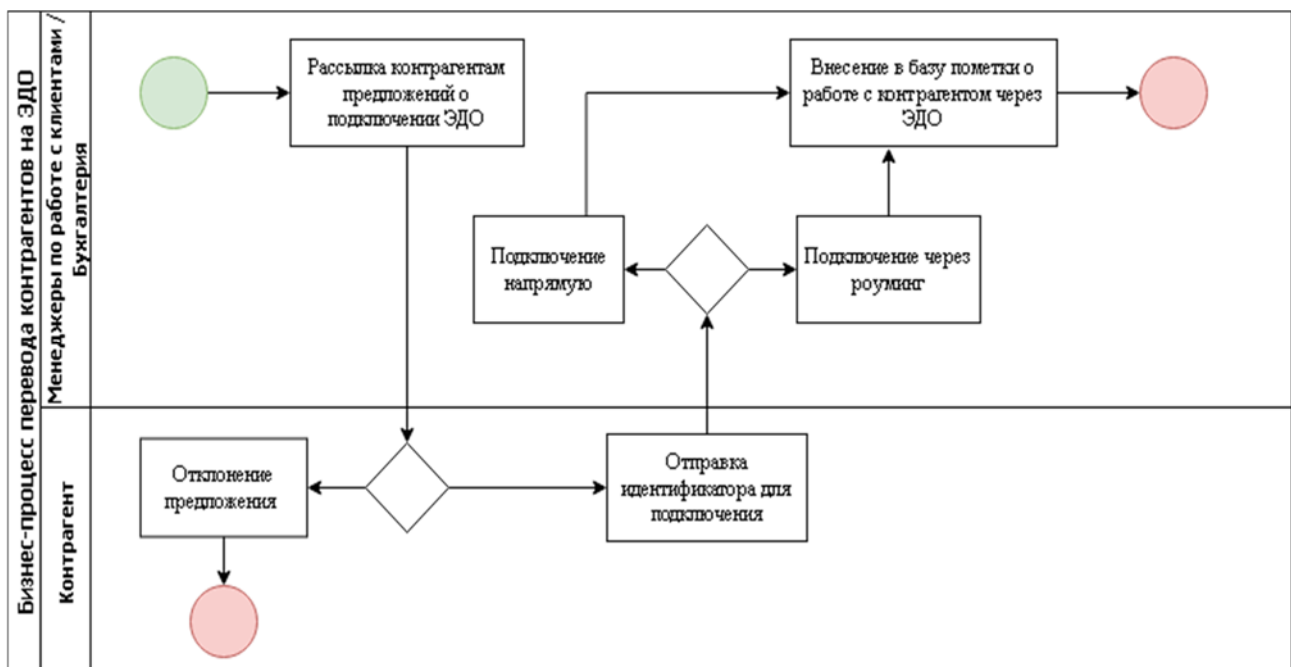 Бизнес-процесс перевода контрагентов на ЭДО
Менеджеры по работе с клиентами /
Бухгалтерия
Рассылка контрагентам
предложений о
подключении ЭДО
Внесение в базу пометки о
работе с контрагентом через
ЭДО
Подключение
напрямую
Подключение через
роуминг
Контрагент
Отклонение
предложения
Отправка
идентификатора для
подключения